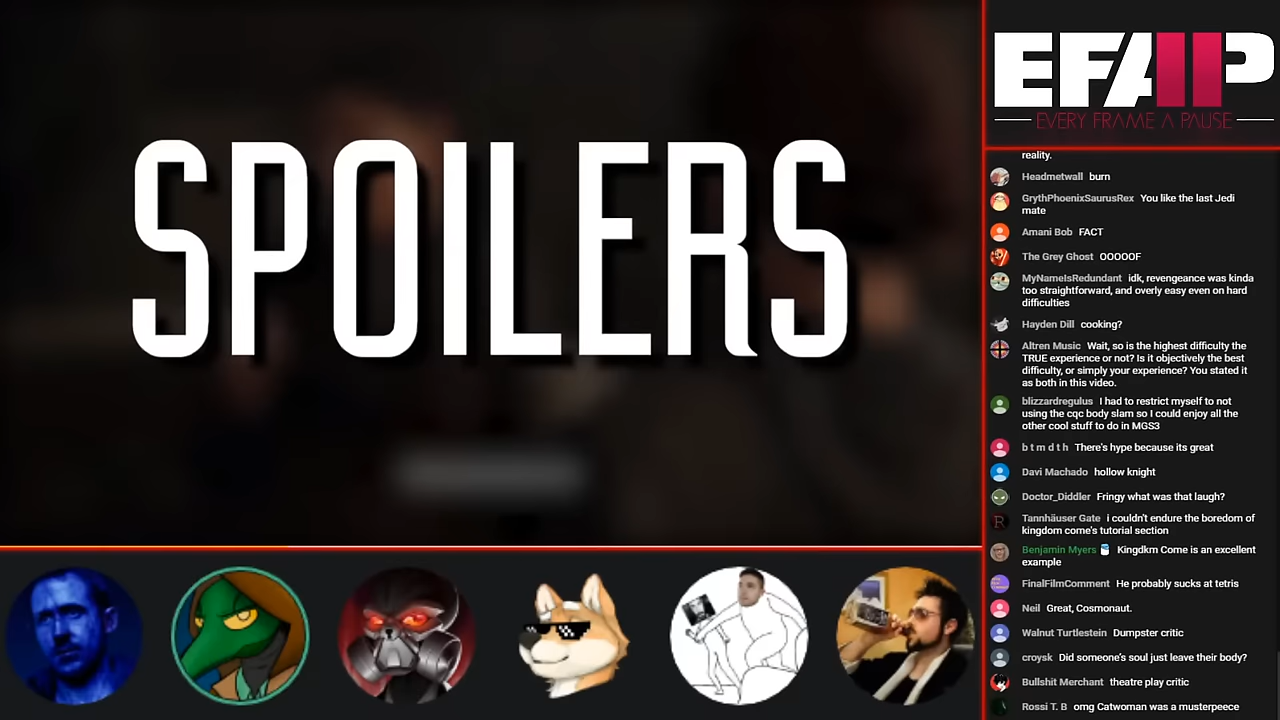 SPOILERS
EFAP
EVERY FRAME A PAUSE
reality.
Headmetwall burn
GrythPhoenixSaurusRex You like the last Jedi
mate
Amani Bob FACT
The Grey Ghost OOOOOF
MyNameIsRedundant idk, revengeance was kinda
too straightforward, and overly easy even on hard
difficulties
Hayden Dill cooking?
Altren Music Wait, so is the highest difficulty the
TRUE experience or not? Is it objectively the best
difficulty, or simply your experience? You stated it
as both in this video.
blizzardregulus I had to restrict myself to not
using the cqc body slam so I could enjoy all the
other cool stuff to do in MGS3
b t m d t h There's hype because its great
Davi Machado hollow knight
Doctor_Diddler Fringy what was that laugh?
Tannhäuser Gate i couldn't endure the boredom of
kingdom come's tutorial section
Benjamin Myers Kingdkm Come is an excellent
example
FinalFilmComment He probably sucks at tetris
Neil Great, Cosmonaut.
Walnut Turtlestein Dumpster critic
croysk Did someone's soul just leave their body?
Bullshit Merchant theatre play critic
Rossi T. B omg Catwoman was a musterpeece